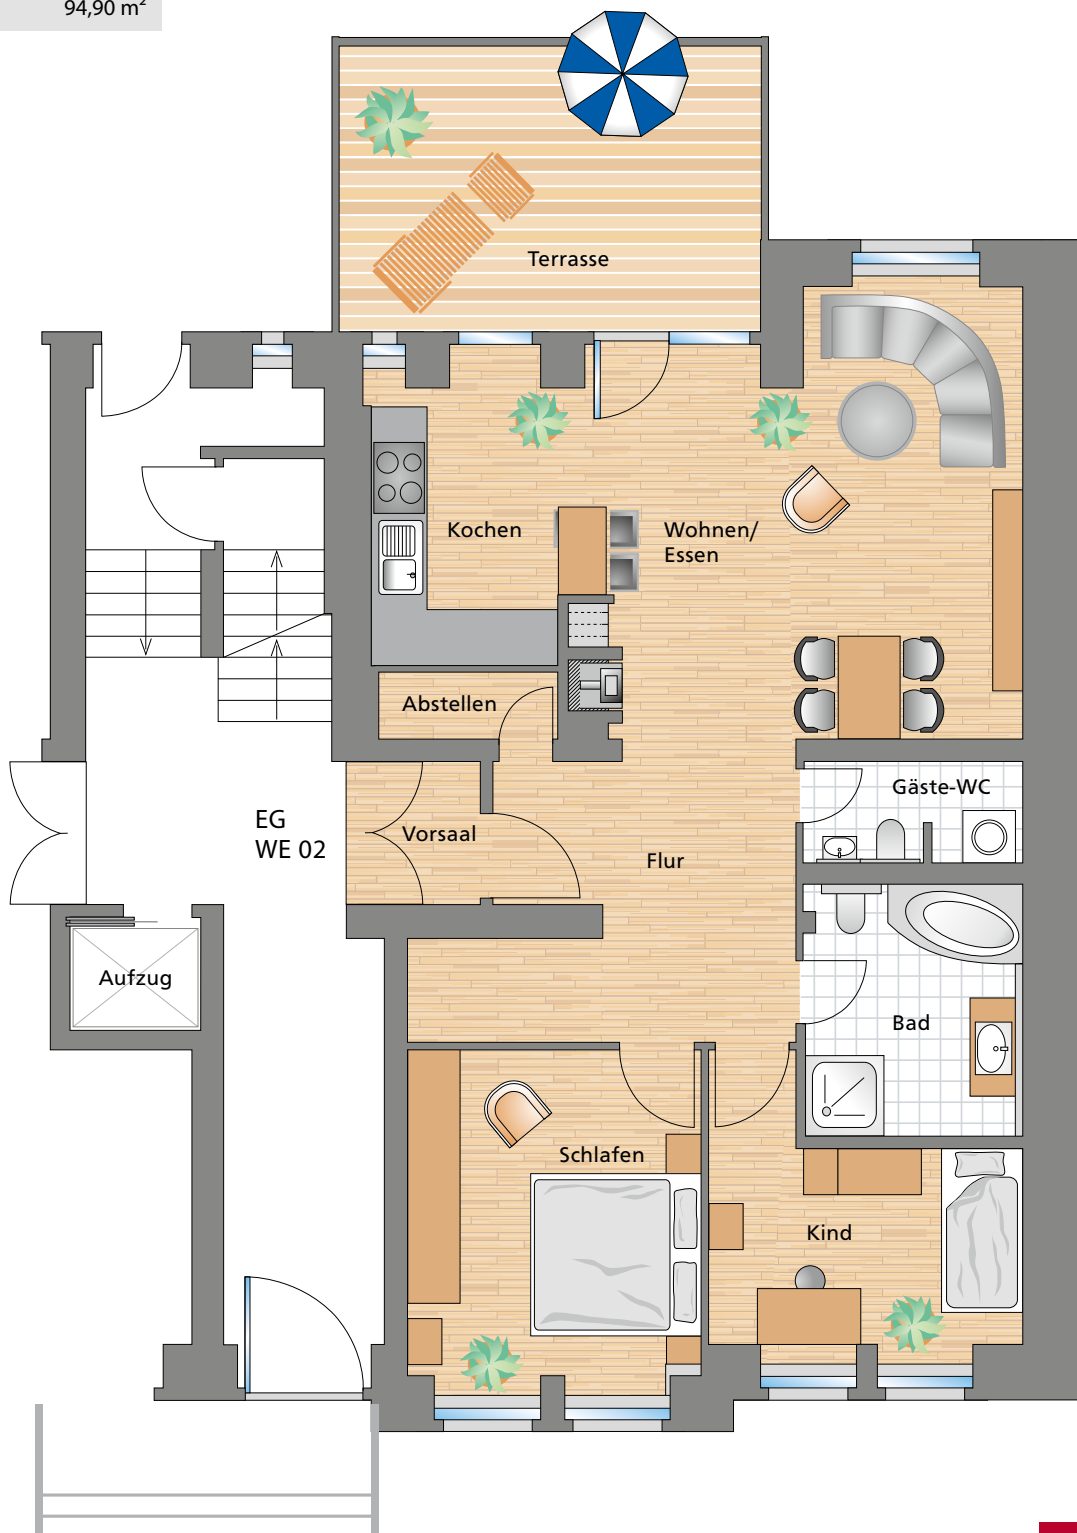 94,90 m²
Terrasse
Kochen
Wohnen/
Essen
Abstellen
Gäste-WC
EG
WE 02
Vorsaal
Flur
Aufzug
Bad
Schlafen
Kind